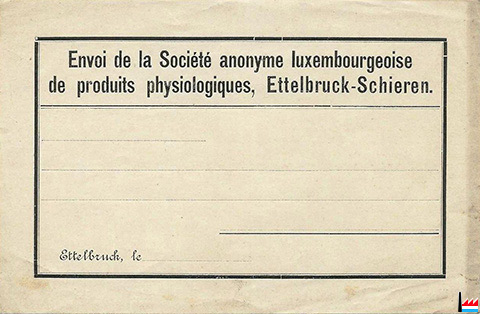 Envoi de la Société anonyme luxembourgeoise
de produits physiologiques, Ettelbruck-Schieren.
Ettelbruck, le